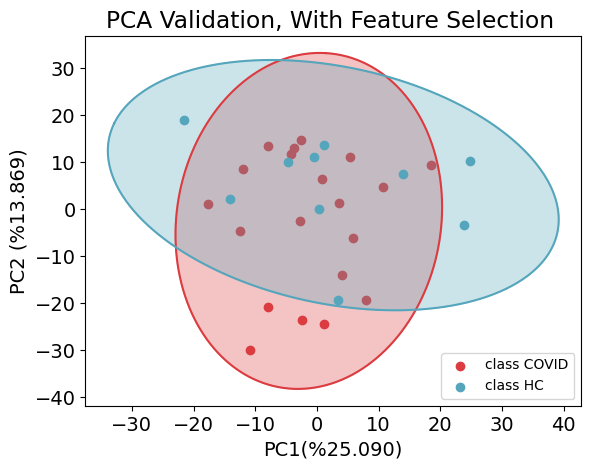 PCA Validation, With Feature Selection
PC2 (%13.869)
30
20
10
0
−10
−20
−30
−40
−30 −20 −10 0 10 20 30 40
PC1(%25.090)
class COVID
class HC